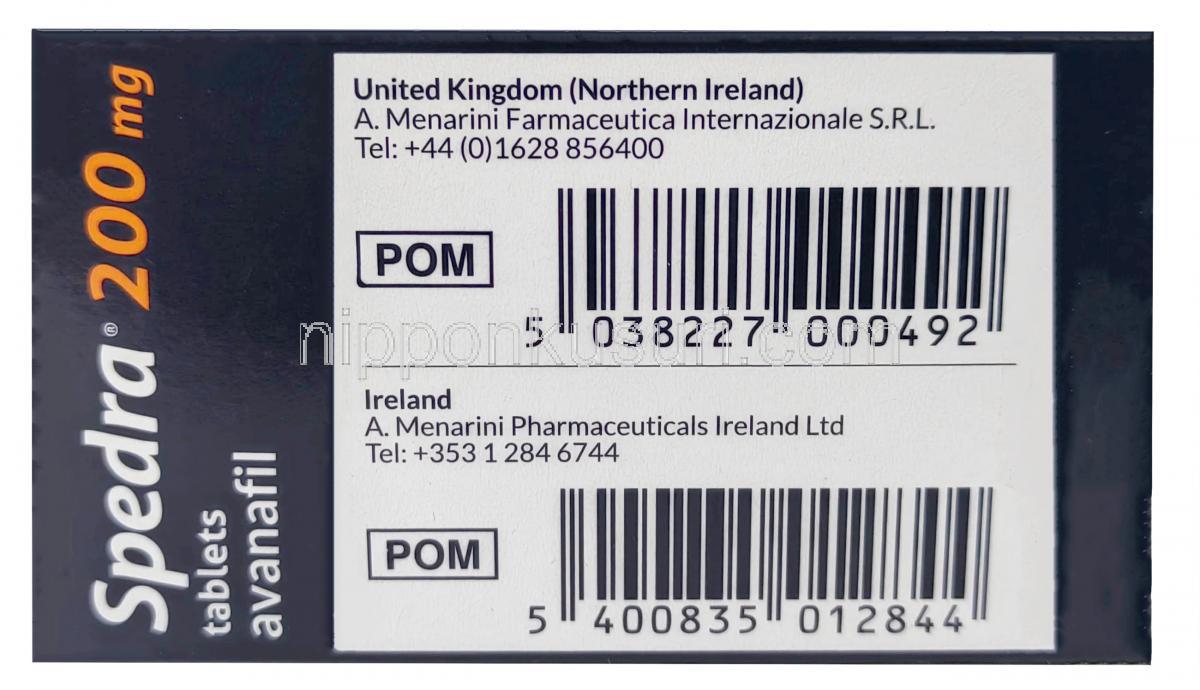 Spedra® 200 mg
tablets
avanafil
United Kingdom (Northern Ireland)
A. Menarini Farmaceutica Internazionale S.R.L.
Tel: +44 (0)1628 856400
POM
5 038227 000492
nipponkusuri.com
Ireland
A. Menarini Pharmaceuticals Ireland Ltd
Tel: +353 1 284 6744
POM
5 400835 012844